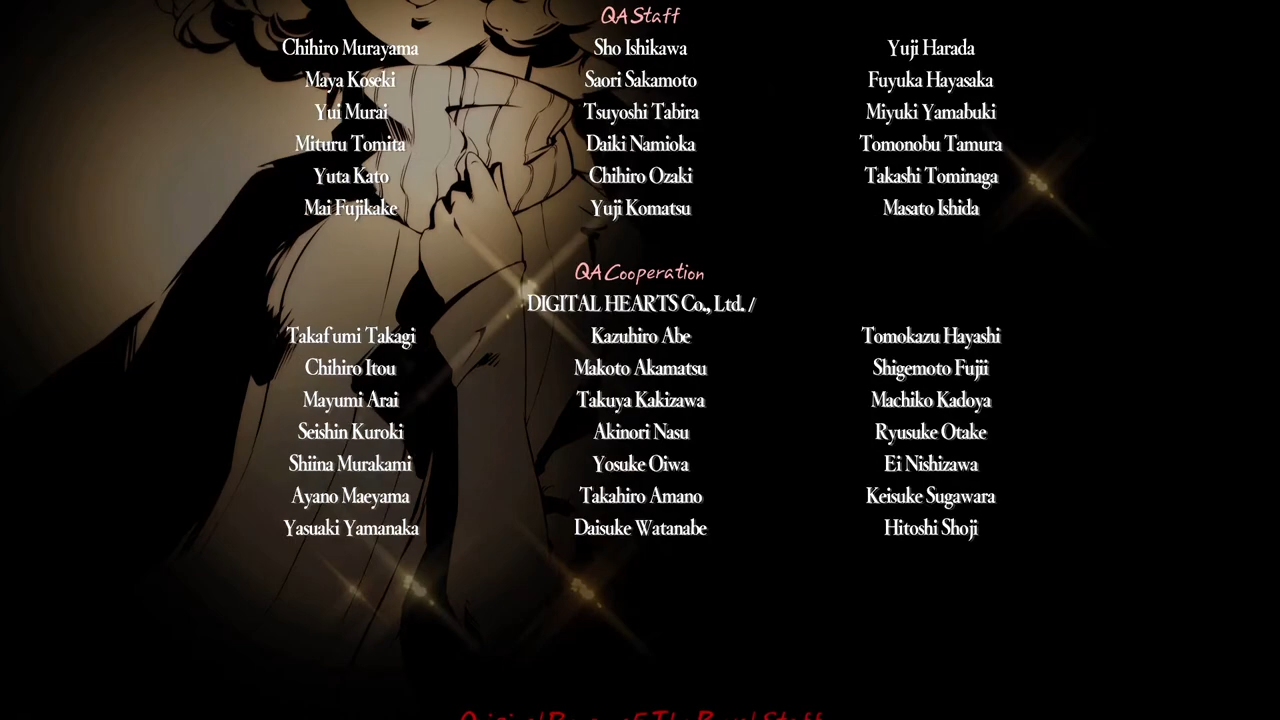 QA Staff
Chihiro Murayama Sho Ishikawa Yuji Harada
Maya Koseki Saori Sakamoto Fuyuka Hayasaka
Yui Murai Tsuyoshi Tabira Miyuki Yamabuki
Mituru Tomita Daiki Namioka Tomonobu Tamura
Yuta Kato Chihiro Ozaki Takashi Tominaga
Mai Fujikake Yuji Komatsu Masato Ishida
QA Cooperation
DIGITAL HEARTS Co., Ltd. /
Takafumi Takagi Kazuhiro Abe Tomokazu Hayashi
Chihiro Itou Makoto Akamatsu Shigemoto Fujii
Mayumi Arai Takuya Kakizawa Machiko Kadoya
Seishin Kuroki Akinori Nasu Ryusuke Otake
Shiina Murakami Yosuke Oiwa Ei Nishizawa
Ayano Maeyama Takahiro Amano Keisuke Sugawara
Yasuaki Yamanaka Daisuke Watanabe Hitoshi Shoji